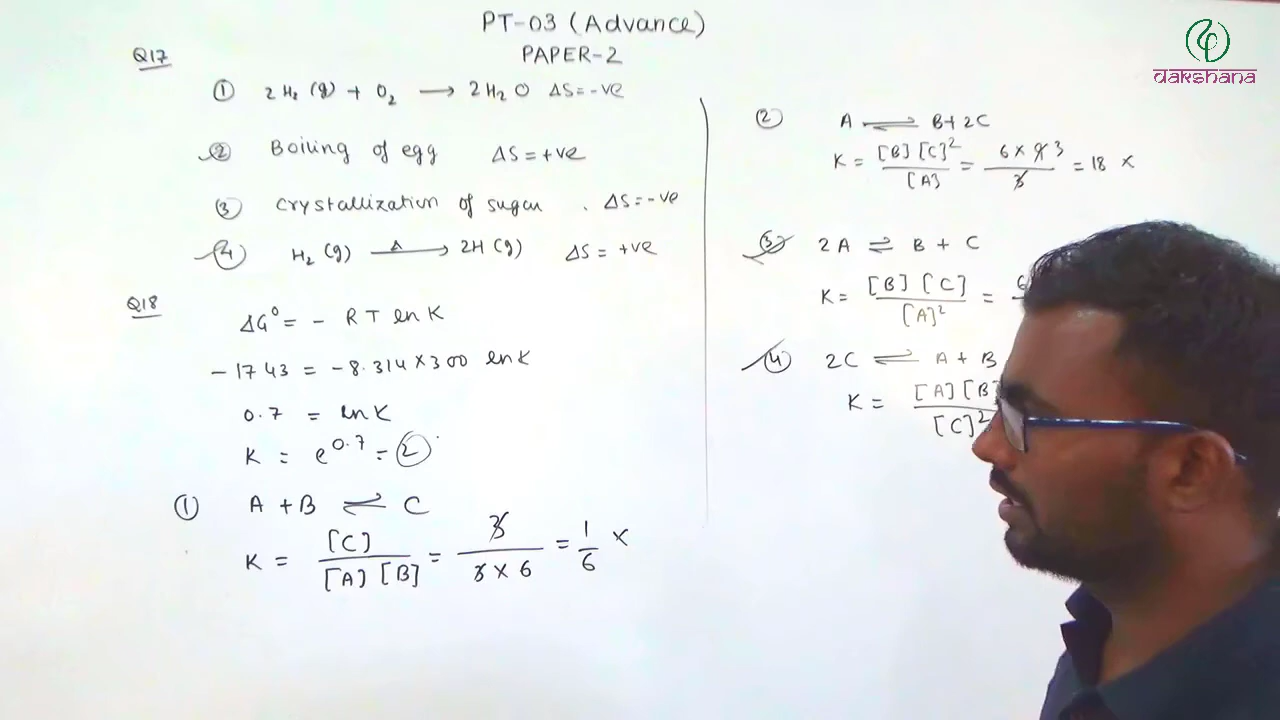 PT-03 (Advance)
PAPER-2
dakshana
Q17
① 2H₂ (g) + O₂ → 2H₂O ΔS = -ve
② Boiling of egg ΔS = +ve
③ Crystallization of sugar . ΔS = -ve
④ H₂(g) —Δ→ 2H (g) ΔS = +ve
Q18
ΔG° = - RT ln K
- 1743 = - 8.314 × 300 ln K
0.7 = ln K
K = e^0.7 = 2
① A + B ⇌ C
K = [C] / [A] [B] = 3 / 3 × 6 = 1/6 ×
② A ⇌ B + 2C
K = [B] [C]² / [A] = 6 × 9 3 / 3 = 18 ×
③ 2A ⇌ B + C
K = [B] [C] / [A]² = 6
④ 2C ⇌ A + B
K = [A] [B] / [C]²